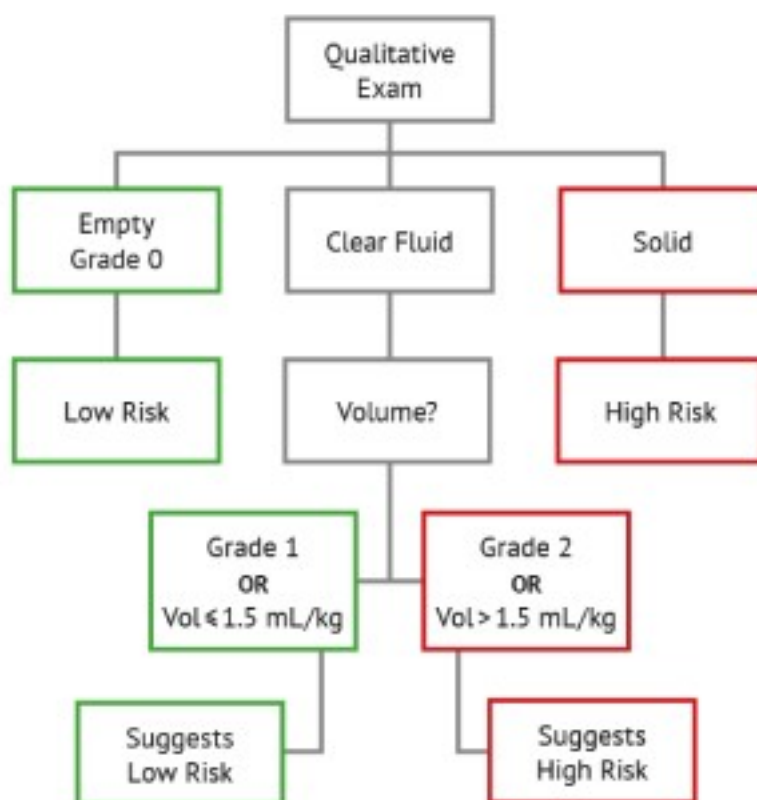 Qualitative
Exam
Empty
Grade 0
Clear Fluid
Solid
Low Risk
Volume?
High Risk
Grade 1
OR
Vol ⩽ 1.5 mL/kg
Grade 2
OR
Vol > 1.5 mL/kg
Suggests
Low Risk
Suggests
High Risk